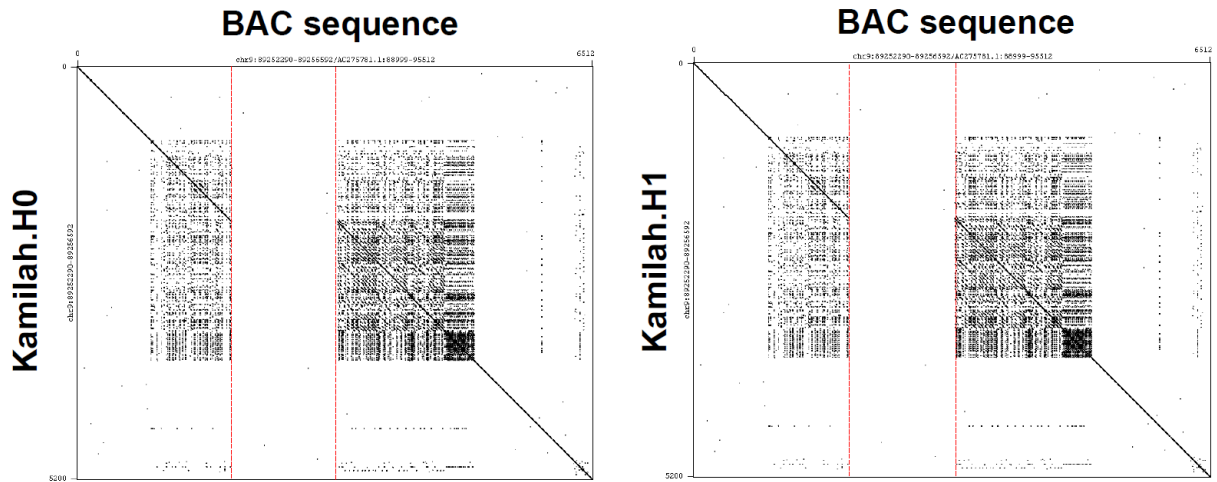 BAC sequence
0
6512
chr9:89252290-89256592/AC275781.1:88999-95512
0
Kamilah.H0
chr9:89252290-89256592
5200
BAC sequence
0
6512
chr9:89252290-89256592/AC275781.1:88999-95512
0
Kamilah.H1
chr9:89252290-89256592
5200